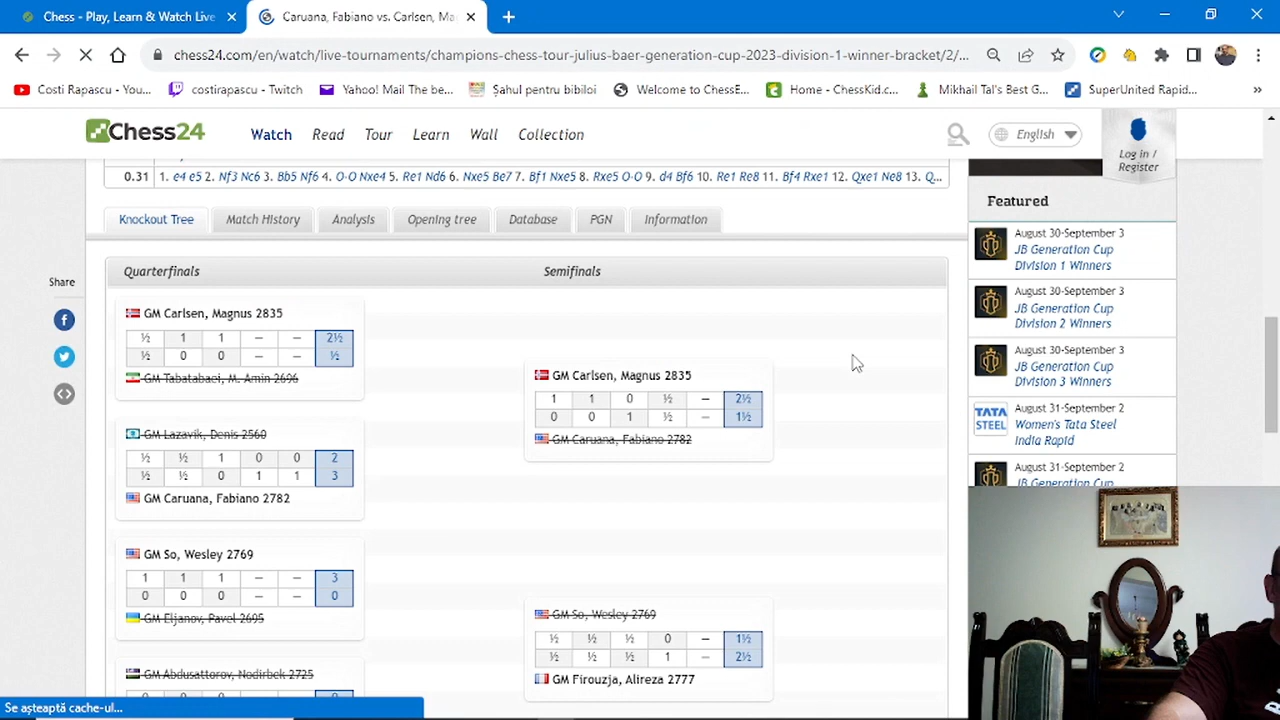 Chess - Play, Learn & Watch Live
Caruana, Fabiano vs. Carlsen, Ma
chess24.com/en/watch/live-tournaments/champions-chess-tour-julius-baer-generation-cup-2023-division-1-winner-bracket/2/...
Costi Rapascu - You...
costirapascu - Twitch
Yahoo! Mail The be...
Șahul pentru bibiloi
Welcome to ChessE...
Home - ChessKid.c...
Mikhail Tal's Best G...
SuperUnited Rapid...
»
Chess24
Watch Read Tour Learn Wall Collection
English
Log in /
Register
0.31 1. e4 e5 2. Nf3 Nc6 3. Bb5 Nf6 4. O-O Nxe4 5. Re1 Nd6 6. Nxe5 Be7 7. Bf1 Nxe5 8. Rxe5 O-O 9. d4 Bf6 10. Re1 Re8 11. Bf4 Rxe1 12. Qxe1 Ne8 13. Q...
Knockout Tree Match History Analysis Opening tree Database PGN Information
Share
Quarterfinals Semifinals
GM Carlsen, Magnus 2835
½ 1 1 – – 2½
½ 0 0 – – ½
GM Tabatabaei, M. Amin 2696
GM Lazavik, Denis 2560
½ ½ 1 0 0 2
½ ½ 0 1 1 3
GM Caruana, Fabiano 2782
GM So, Wesley 2769
1 1 1 – – 3
0 0 0 – – 0
GM Eljanov, Pavel 2695
GM Abdusattorov, Nodirbek 2725
GM Carlsen, Magnus 2835
1 1 0 ½ – 2½
0 0 1 ½ – 1½
GM Caruana, Fabiano 2782
GM So, Wesley 2769
½ ½ ½ 0 – 1½
½ ½ ½ 1 – 2½
GM Firouzja, Alireza 2777
Featured
August 30-September 3
JB Generation Cup
Division 1 Winners
August 30-September 3
JB Generation Cup
Division 2 Winners
August 30-September 3
JB Generation Cup
Division 3 Winners
TATA
STEEL
August 31-September 2
Women's Tata Steel
India Rapid
August 31-September 2
JB Generation Cup
Se așteaptă cache-ul...